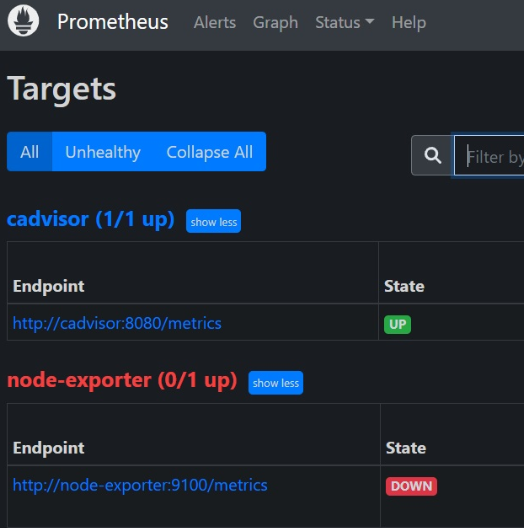 Prometheus Alerts Graph Status Help
Targets
All Unhealthy Collapse All Filter by
cadvisor (1/1 up) show less
Endpoint State
http://cadvisor:8080/metrics UP
node-exporter (0/1 up) show less
Endpoint State
http://node-exporter:9100/metrics DOWN